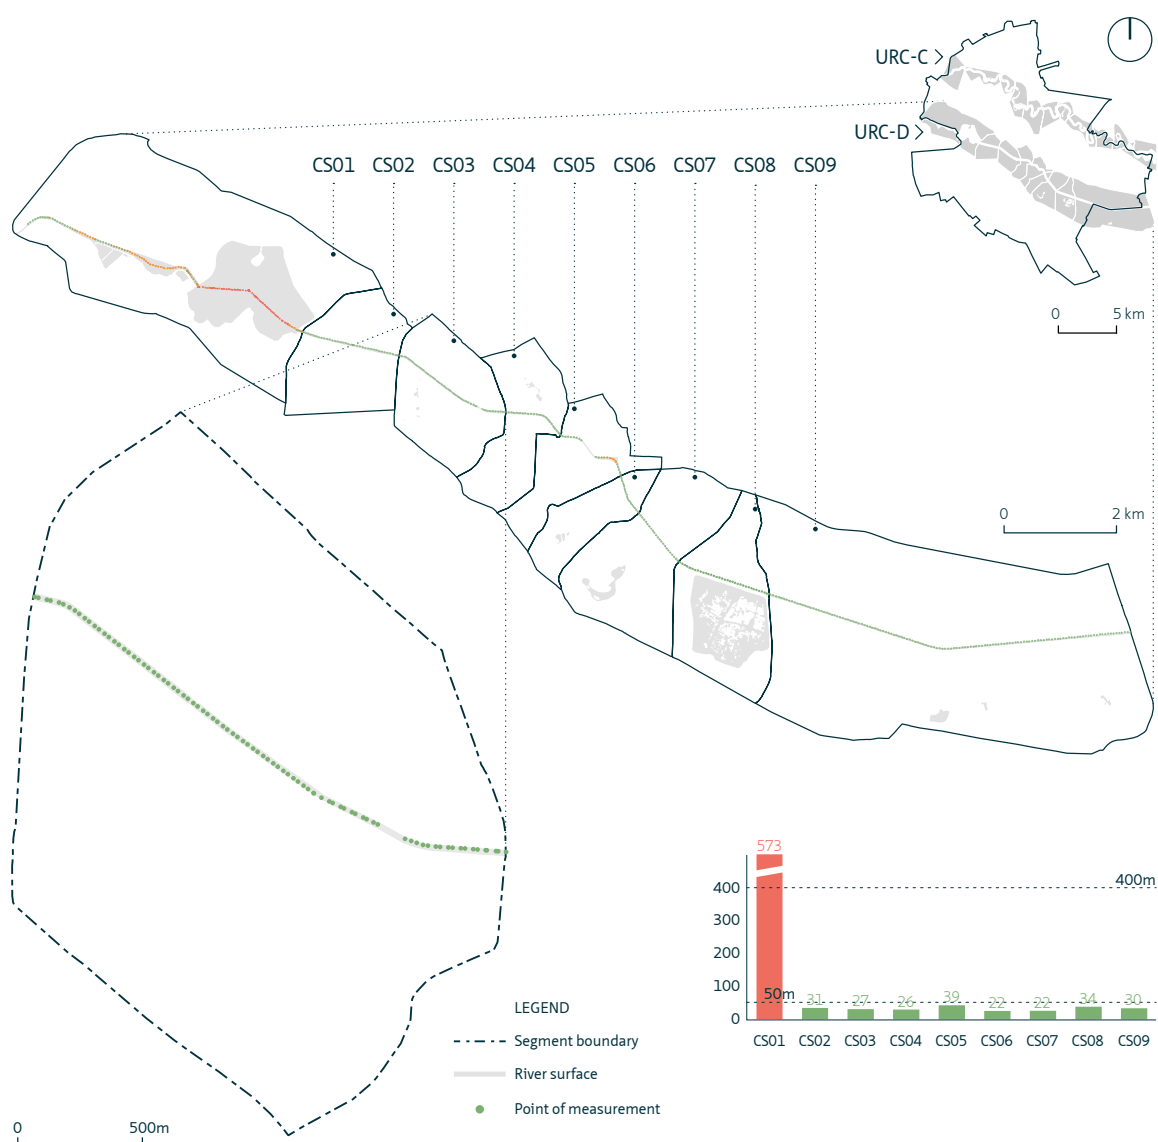 URC-C
URC-D
CS01 CS02 CS03 CS04 CS05 CS06 CS07 CS08 CS09
0 5 km
0 2 km
573
400
400m
300
200
100
50m
31 27 26 39 22 22 34 30
0
CS01 CS02 CS03 CS04 CS05 CS06 CS07 CS08 CS09
LEGEND
Segment boundary
River surface
Point of measurement
0 500m